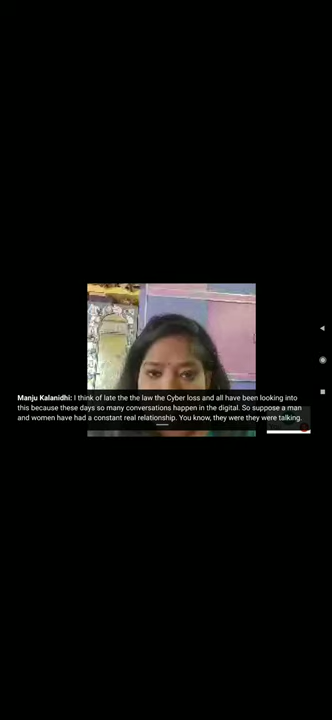 Manju Kalanidhi: I think of late the the law the Cyber loss and all have been looking into
this because these days so many conversations happen in the digital. So suppose a man
and women have had a constant real relationship. You know, they were they were talking.